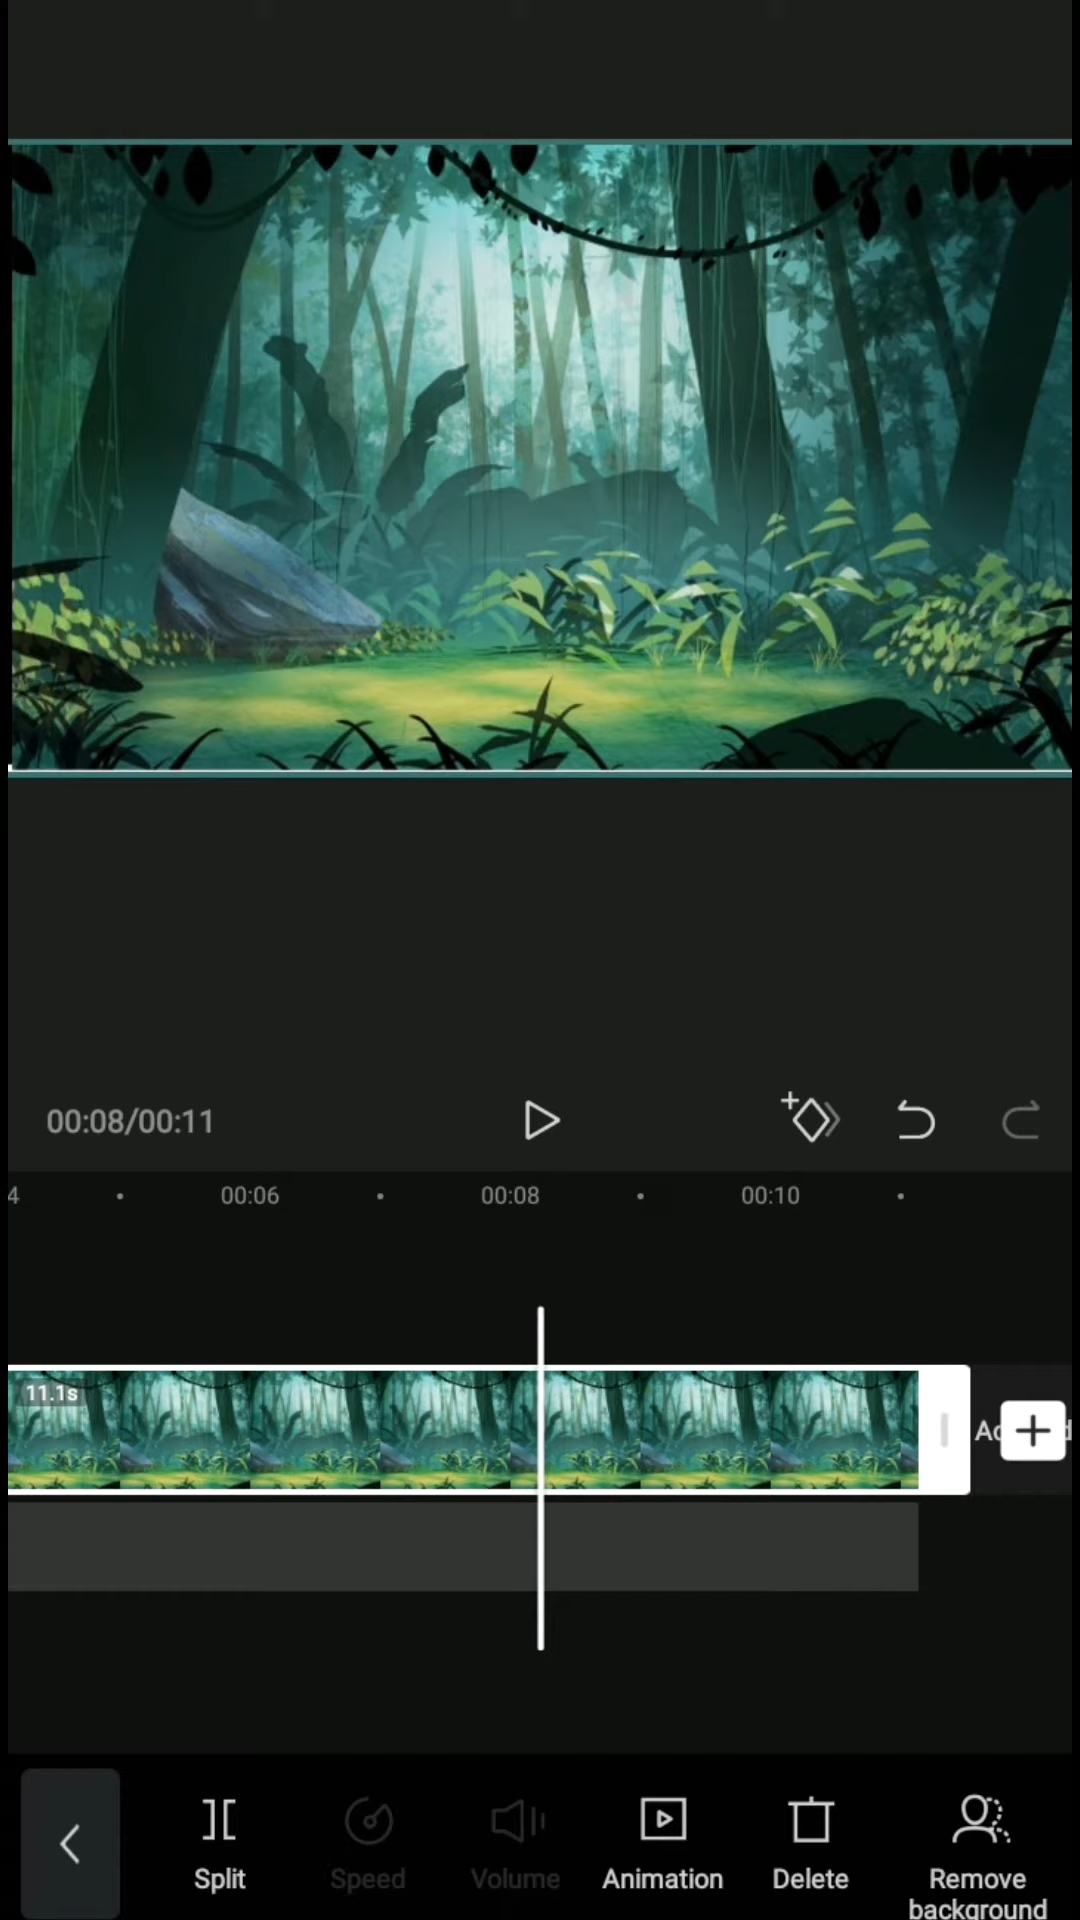 00:08/00:11
4 00:06 00:08 00:10
11.1s
Split Speed Volume Animation Delete Remove background